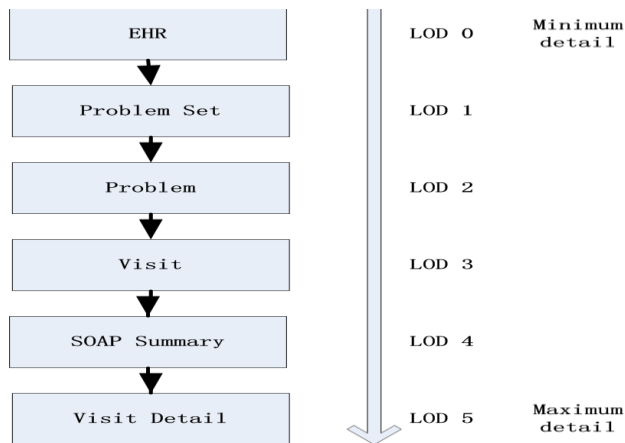 EHR
LOD 0
Minimum
detail
Problem Set
LOD 1
Problem
LOD 2
Visit
LOD 3
SOAP Summary
LOD 4
Visit Detail
LOD 5
Maximum
detail